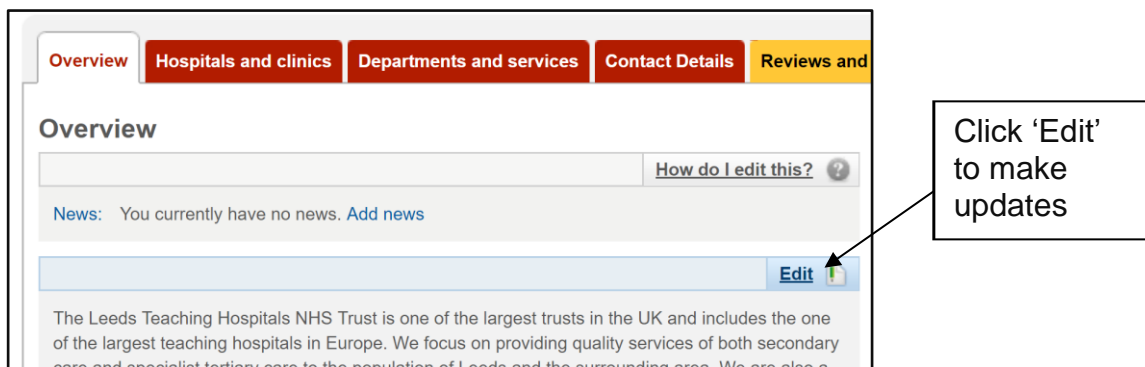 Overview Hospitals and clinics Departments and services Contact Details Reviews and
Overview
How do I edit this?
News: You currently have no news. Add news
Edit
The Leeds Teaching Hospitals NHS Trust is one of the largest trusts in the UK and includes the one
of the largest teaching hospitals in Europe. We focus on providing quality services of both secondary
care and specialist tertiary care to the population of Leeds and the surrounding area. We are also a
Click ‘Edit’
to make
updates